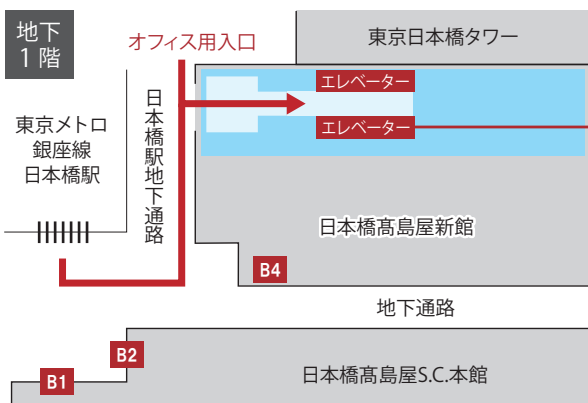 地下
1階
オフィス用入口
東京日本橋タワー
エレベーター
エレベーター
東京メトロ
銀座線
日本橋駅
日本橋駅地下通路
日本橋髙島屋新館
B4
地下通路
B2
B1
日本橋髙島屋S.C.本館